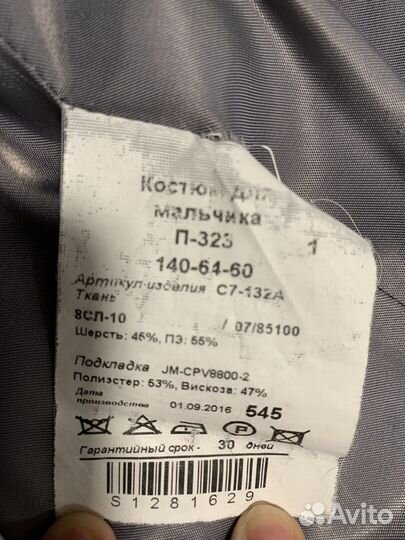 Костюм для
мальчика
П-323 1
140-64-60
Артикул изделия С7-132А
Ткань
8СЛ-10 / 07/85100
Шерсть: 45%, ПЭ: 55%
Подкладка JM-CPV8800-2
Полиэстер: 53%, Вискоза: 47%
Дата
производства 01.09.2016 545
Гарантийный срок - 30 дней
S1281629
Avito